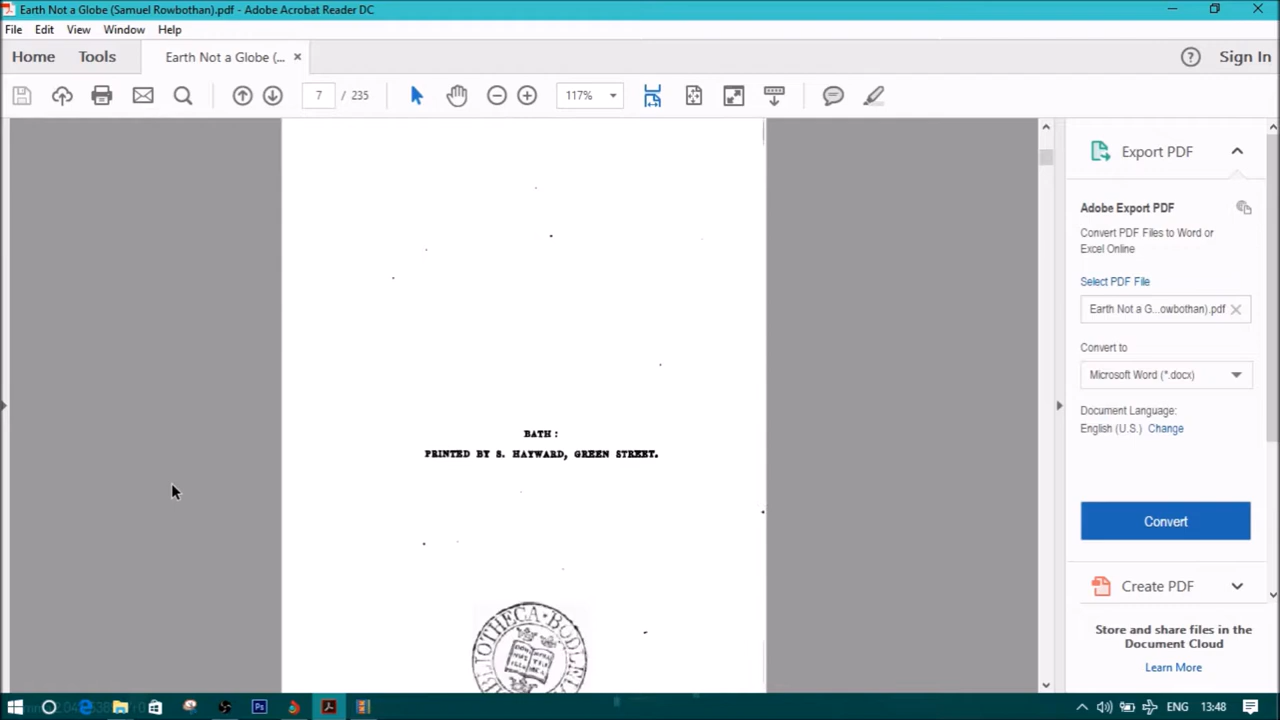 Earth Not a Globe (Samuel Rowbothan).pdf - Adobe Acrobat Reader DC
File Edit View Window Help
Home Tools Earth Not a Globe (... × Sign In
7 / 235 117%
Export PDF
Adobe Export PDF
Convert PDF Files to Word or
Excel Online
Select PDF File
Earth Not a G...owbothan).pdf
Convert to
Microsoft Word (*.docx)
Document Language:
English (U.S.) Change
Convert
Create PDF
Store and share files in the
Document Cloud
Learn More
BATH :
PRINTED BY S. HAYWARD, GREEN STREET.
BIBLIOTHECA
ENG 13:48